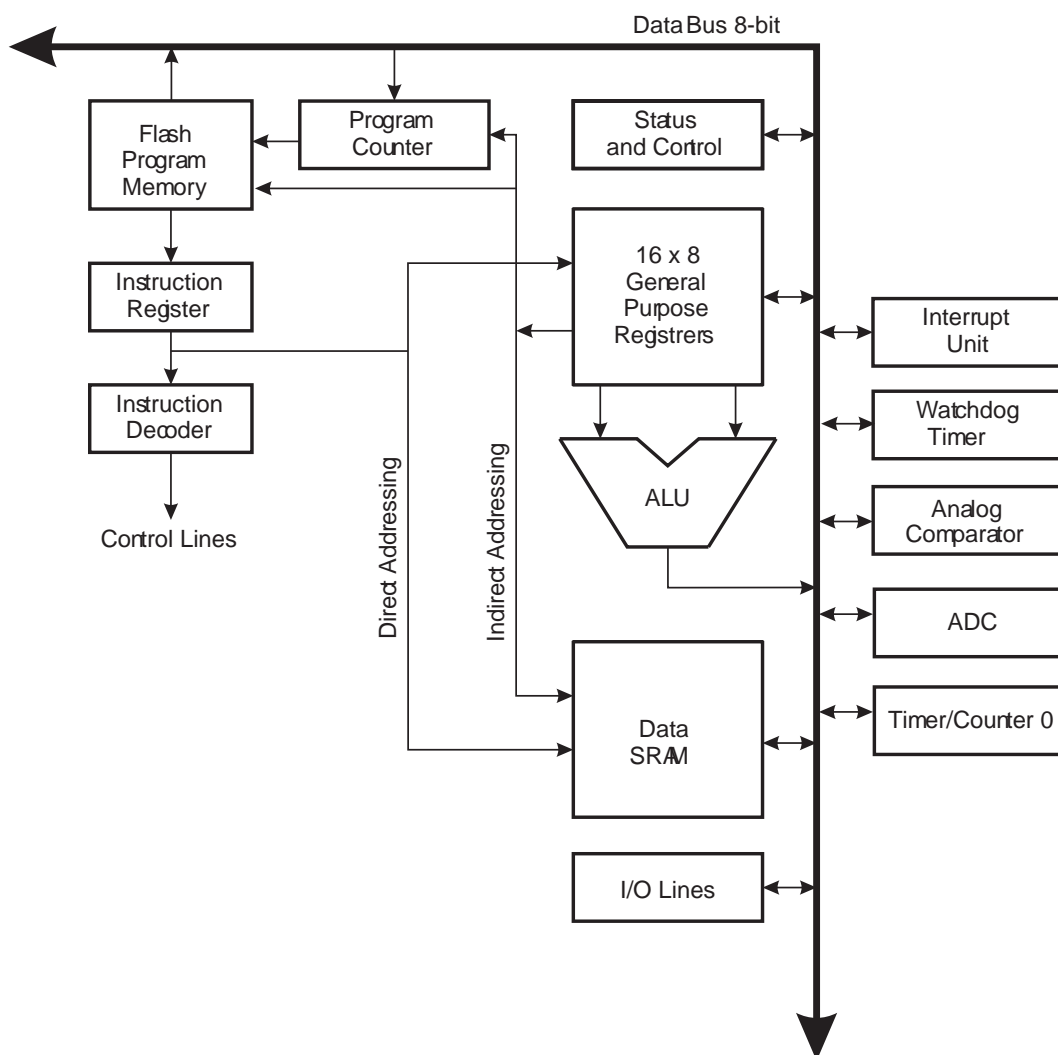 Data Bus 8-bit
Flash
Program
Memory
Program
Counter
Status
and Control
16 x 8
General
Purpose
Registrers
Instruction
Register
Instruction
Decoder
Control Lines
Direct Addressing
Indirect Addressing
ALU
Interrupt
Unit
Watchdog
Timer
Analog
Comparator
ADC
Timer/Counter 0
Data
SRAM
I/O Lines